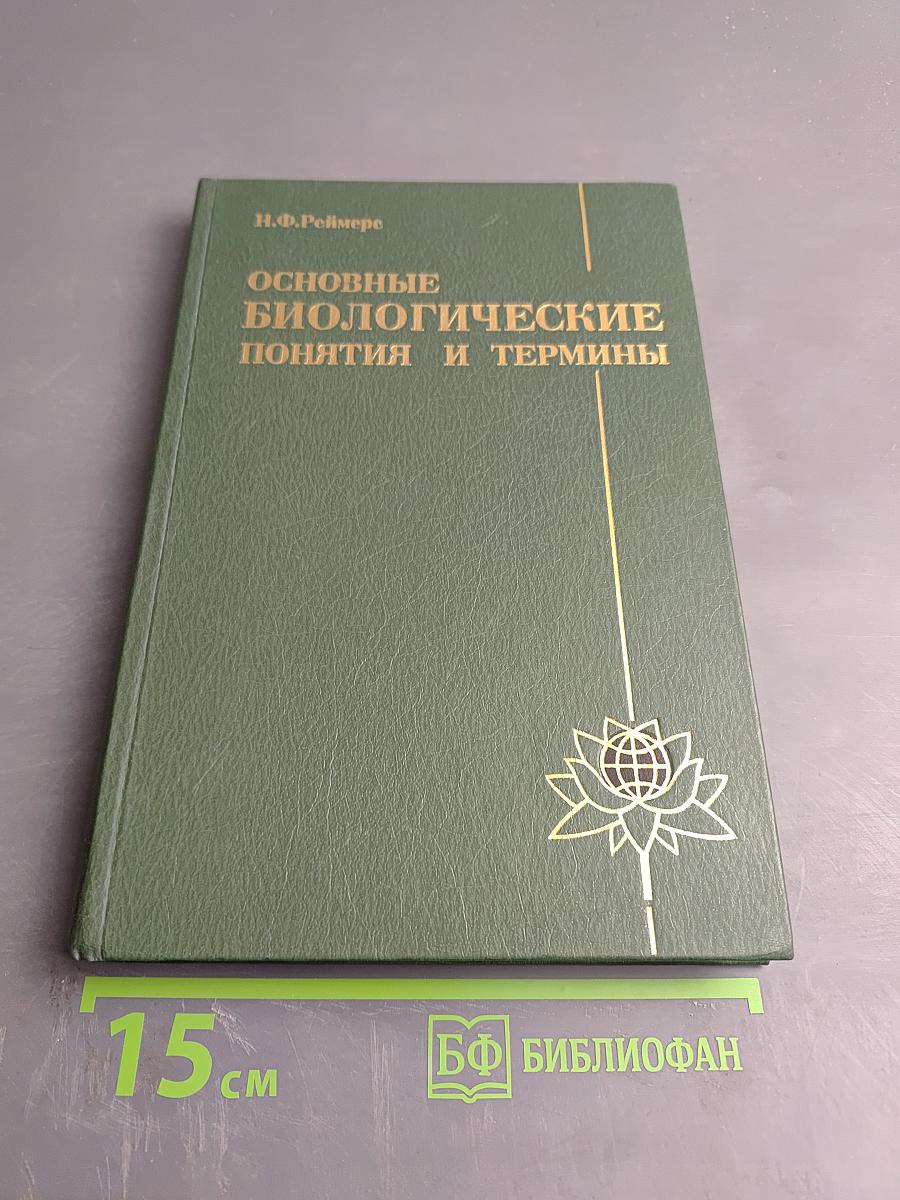 Н.Ф.Реймерс
ОСНОВНЫЕ
БИОЛОГИЧЕСКИЕ
ПОНЯТИЯ И ТЕРМИНЫ
15 см
БФ БИБЛИОФАН